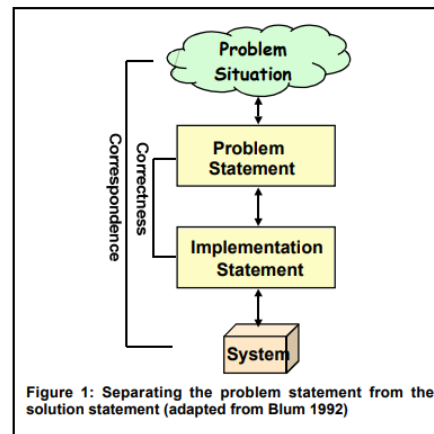 Problem
Situation
Correspondence
Correctness
Problem
Statement
Implementation
Statement
System
Figure 1: Separating the problem statement from the
solution statement (adapted from Blum 1992)